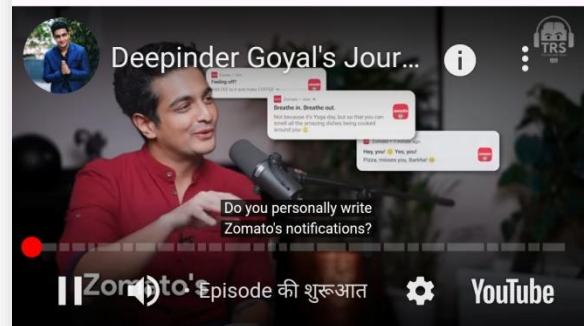 Deepinder Goyal's Jour...
TRS
Feeling off?
Breathe in. Breathe out.
Not because it's Yoga day, but so that you can
smell all the amazing dishes being cooked
around you
Hey, you! Yes, you!
Pizza, misses you, Barkha!
Do you personally write
Zomato's notifications?
Zomato's • Episode की शुरूआत
YouTube